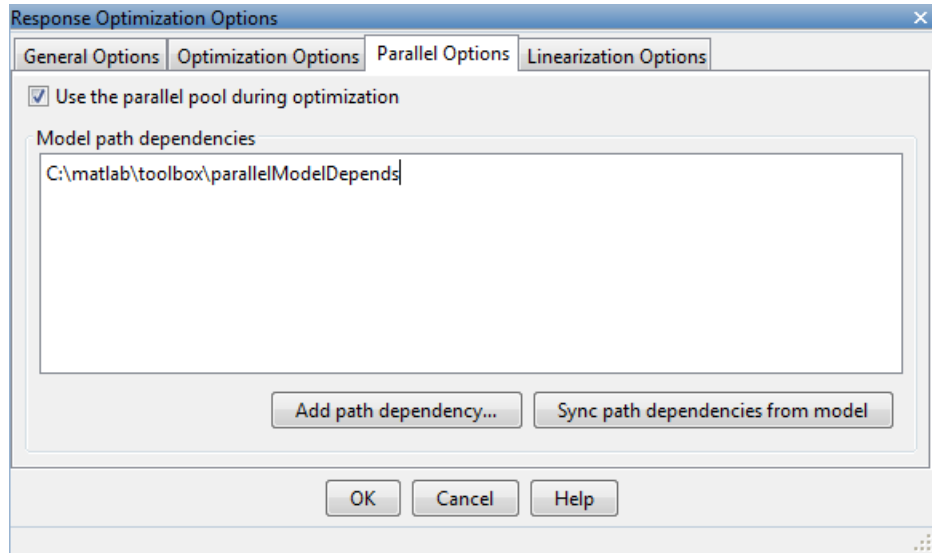 Response Optimization Options
General Options Optimization Options Parallel Options Linearization Options
Use the parallel pool during optimization
Model path dependencies
C:\matlab\toolbox\parallelModelDepends
Add path dependency... Sync path dependencies from model
OK Cancel Help